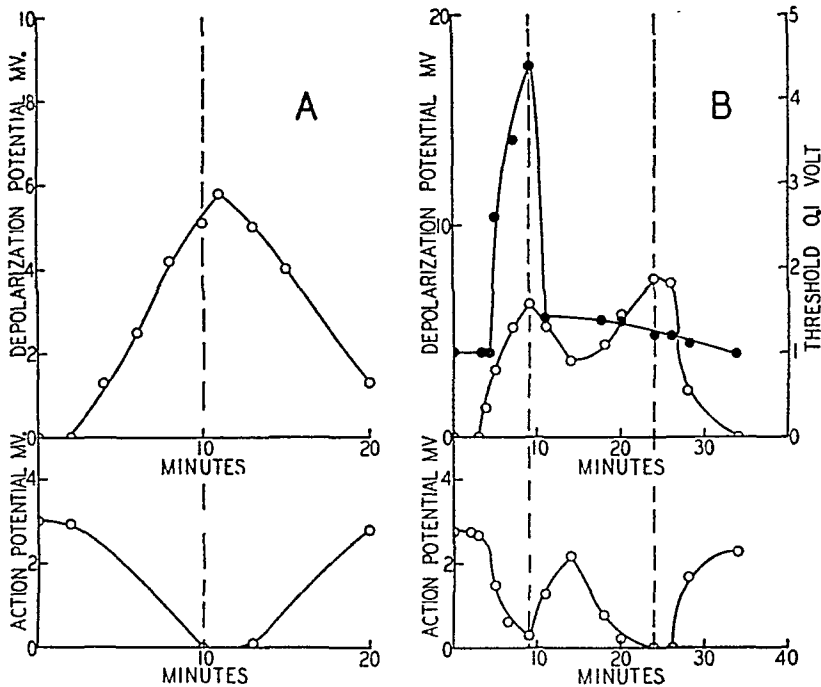 A
DEPOLARIZATION POTENTIAL MV.
10
8
6
4
2
0
10
20
MINUTES
ACTION POTENTIAL MV.
4
2
0
10
20
MINUTES
B
DEPOLARIZATION POTENTIAL MV
20
10
0
THRESHOLD 0.1 VOLT
5
4
3
2
1
0
10
20
30
MINUTES
ACTION POTENTIAL MV
4
2
0
10
20
30
40
MINUTES